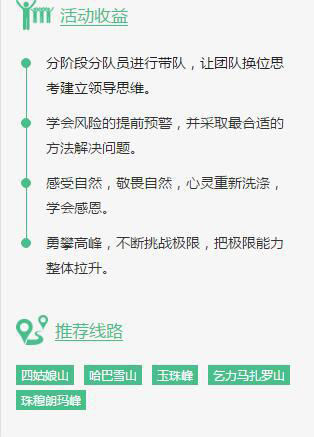 活动收益
分阶段分队员进行带队，让团队换位思
考建立领导思维。
学会风险的提前预警，并采取最合适的
方法解决问题。
感受自然，敬畏自然，心灵重新洗涤，
学会感恩。
勇攀高峰，不断挑战极限，把极限能力
整体拉升。
推荐线路
四姑娘山 哈巴雪山 玉珠峰 乞力马扎罗山
珠穆朗玛峰